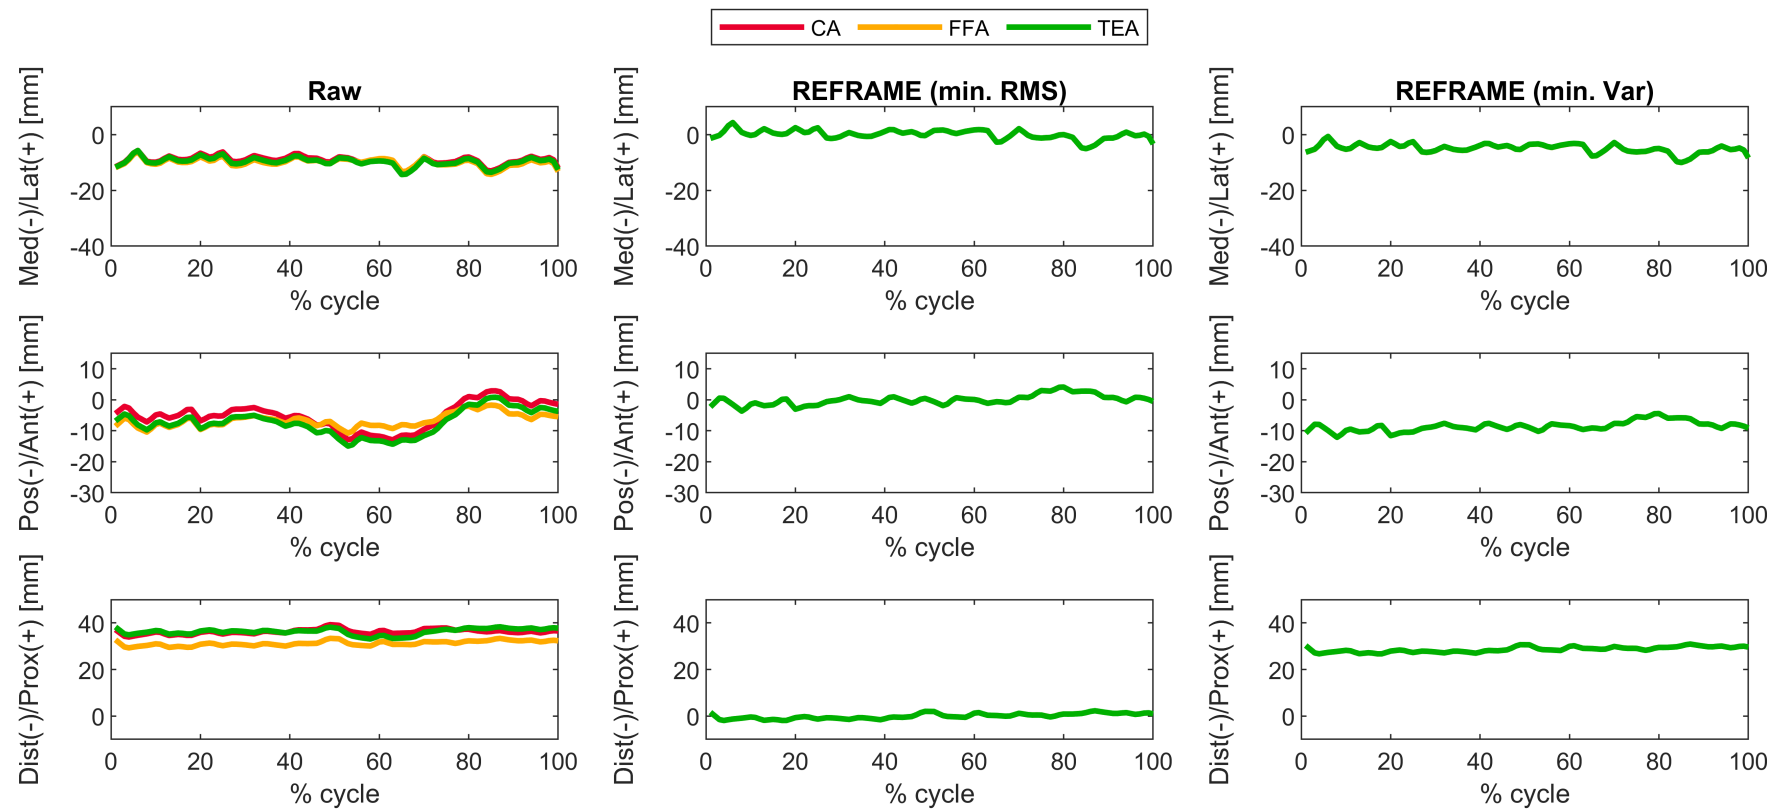 CA FFA TEA
Raw
REFRAME (min. RMS)
REFRAME (min. Var)
Med(-)/Lat(+) [mm]
0
-20
-40
0 20 40 60 80 100
% cycle
Med(-)/Lat(+) [mm]
0
-20
-40
0 20 40 60 80 100
% cycle
Med(-)/Lat(+) [mm]
0
-20
-40
0 20 40 60 80 100
% cycle
Pos(-)/Ant(+) [mm]
10
0
-10
-20
-30
0 20 40 60 80 100
% cycle
Pos(-)/Ant(+) [mm]
10
0
-10
-20
-30
0 20 40 60 80 100
% cycle
Pos(-)/Ant(+) [mm]
10
0
-10
-20
-30
0 20 40 60 80 100
% cycle
Dist(-)/Prox(+) [mm]
40
20
0
0 20 40 60 80 100
% cycle
Dist(-)/Prox(+) [mm]
40
20
0
0 20 40 60 80 100
% cycle
Dist(-)/Prox(+) [mm]
40
20
0
0 20 40 60 80 100
% cycle